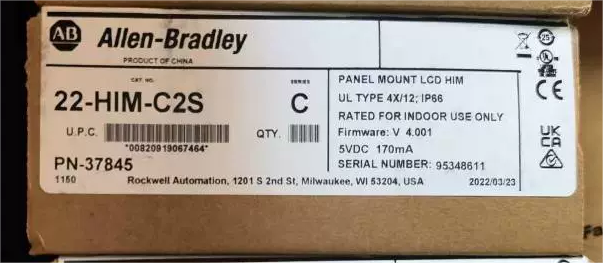 AB Allen-Bradley
PRODUCT OF CHINA
CAT. NO.
SERIES
22-HIM-C2S
C
U.P.C.
*00820919067464*
QTY.
PN-37845
1150
Rockwell Automation, 1201 S 2nd St, Milwaukee, WI 53204, USA
PANEL MOUNT LCD HIM
UL TYPE 4X/12; IP66
RATED FOR INDOOR USE ONLY
Firmware: V 4.001
5VDC 170mA
SERIAL NUMBER: 95348611
2022/03/23
25
CE
UK
CA
Fa